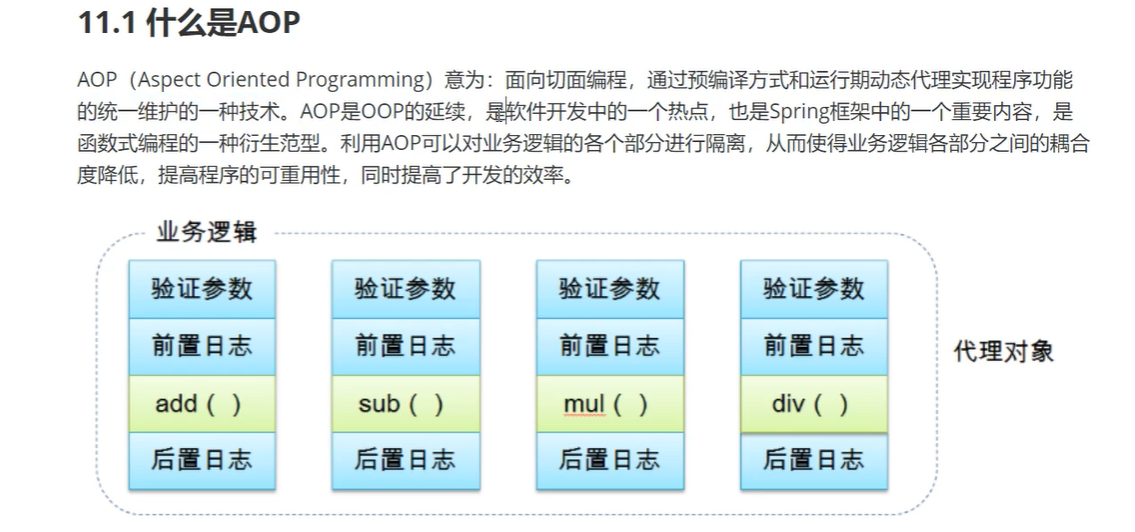 11.1 什么是AOP
AOP（Aspect Oriented Programming）意为：面向切面编程，通过预编译方式和运行期动态代理实现程序功能
的统一维护的一种技术。AOP是OOP的延续，是软件开发中的一个热点，也是Spring框架中的一个重要内容，是
函数式编程的一种衍生范型。利用AOP可以对业务逻辑的各个部分进行隔离，从而使得业务逻辑各部分之间的耦合
度降低，提高程序的可重用性，同时提高了开发的效率。
业务逻辑
验证参数 验证参数 验证参数 验证参数
前置日志 前置日志 前置日志 前置日志
代理对象
add ( ) sub ( ) mul ( ) div ( )
后置日志 后置日志 后置日志 后置日志